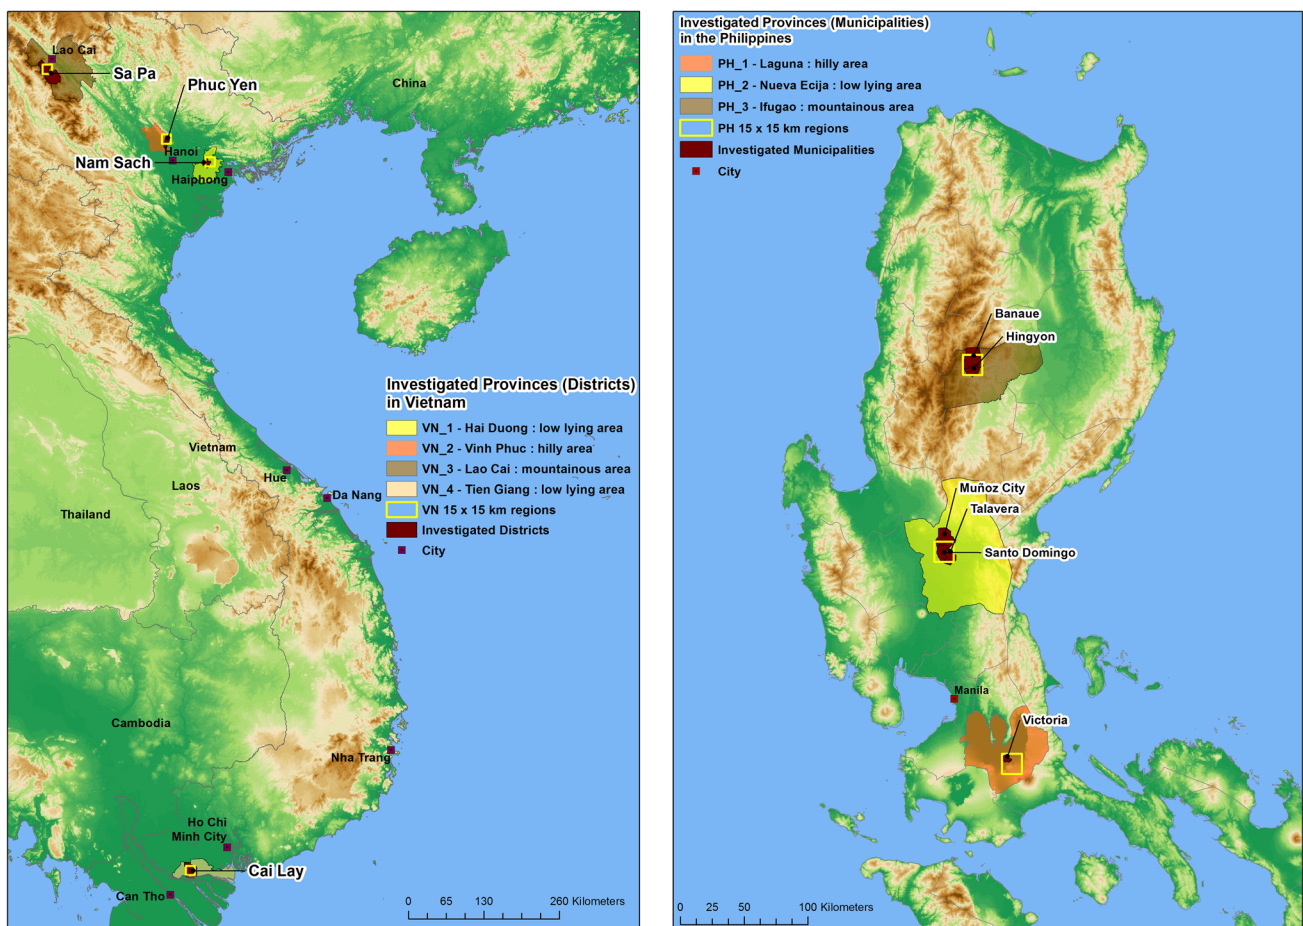 Lao Cai
Sa Pa
Phuc Yen
China
Hanoi
Nam Sach
Haiphong
Investigated Provinces (Districts)
in Vietnam
VN_1 - Hai Duong : low lying area
VN_2 - Vinh Phuc : hilly area
VN_3 - Lao Cai : mountainous area
VN_4 - Tien Giang : low lying area
VN 15 x 15 km regions
Investigated Districts
City
Vietnam
Hue
Laos
Da Nang
Thailand
Cambodia
Nha Trang
Ho Chi
Minh City
Cai Lay
Can Tho
0 65 130 260 Kilometers
Investigated Provinces (Municipalities)
in the Philippines
PH_1 - Laguna : hilly area
PH_2 - Nueva Ecija : low lying area
PH_3 - Ifugao : mountainous area
PH 15 x 15 km regions
Investigated Municipalities
City
Banaue
Hingyon
Muñoz City
Talavera
Santo Domingo
Manila
Victoria
0 25 50 100 Kilometers